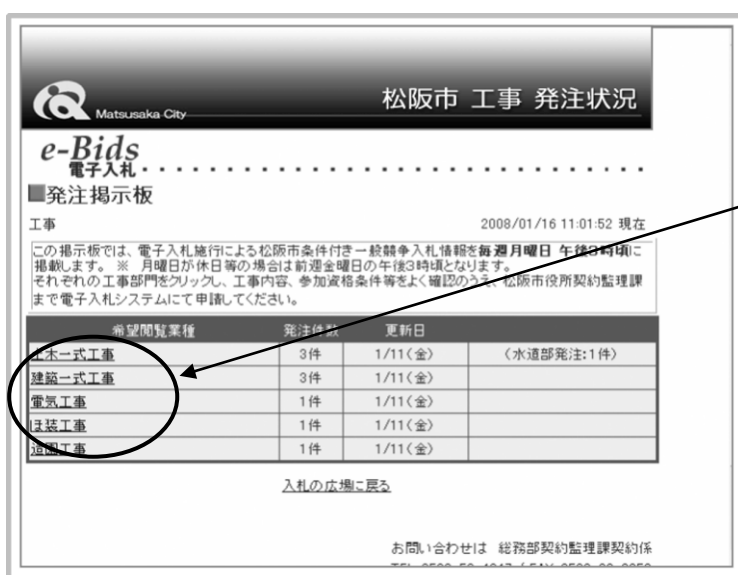 Matsusaka City
松阪市 工事 発注状況
e-Bids
電子入札
■発注掲示板
工事
2008/01/16 11:01:52 現在
この掲示板では、電子入札施行による松阪市条件付き一般競争入札情報を毎週月曜日 午後3時頃に
掲載します。 ※ 月曜日が休日等の場合は前週金曜日の午後3時頃となります。
それぞれの工事部門をクリックし、工事内容、参加資格条件等をよく確認のうえ、松阪市役所契約監理課
まで電子入札システムにて申請してください。
希望閲覧業種 発注件数 更新日
土木一式工事 3件 1/11(金) (水道部発注:1件)
建築一式工事 3件 1/11(金)
電気工事 1件 1/11(金)
ほ装工事 1件 1/11(金)
造園工事 1件 1/11(金)
入札の広場に戻る
お問い合わせは 総務部契約監理課契約係